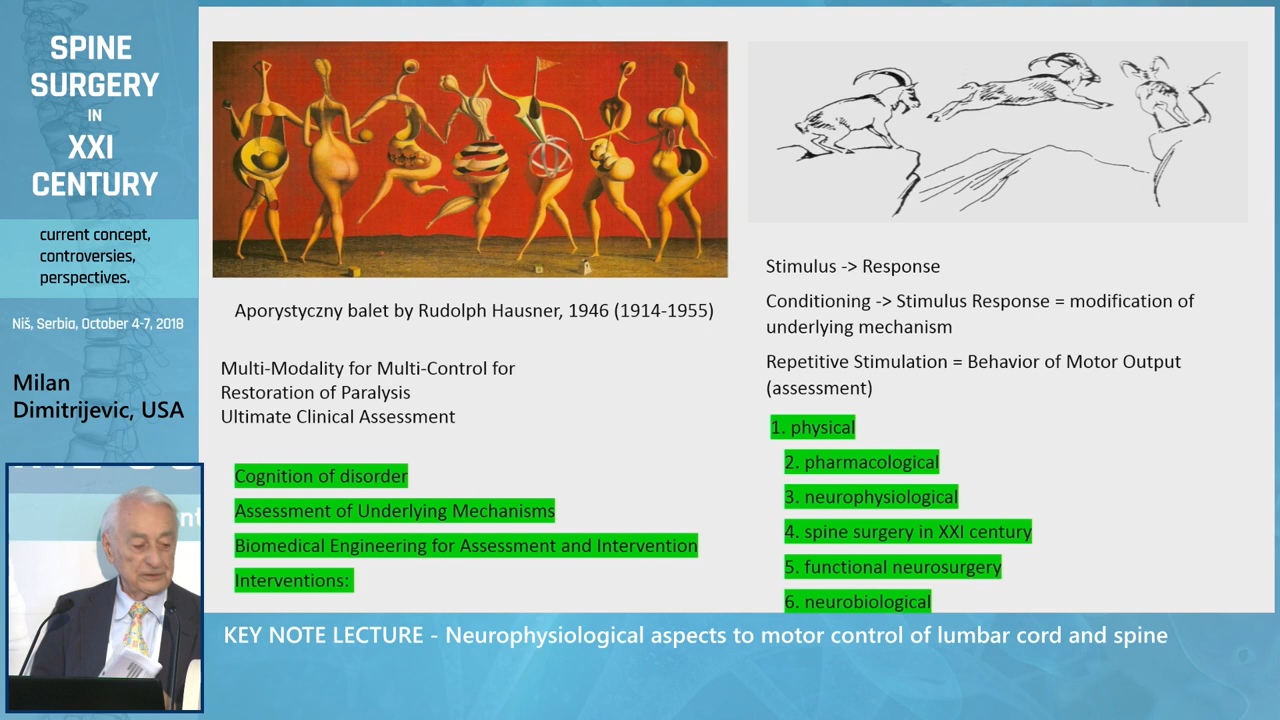 SPINE
SURGERY
IN
XXI
CENTURY
current concept,
controversies,
perspectives.
Niš, Serbia, October 4-7, 2018
Milan
Dimitrijevic, USA
Aporystyczny balet by Rudolph Hausner, 1946 (1914-1955)
Multi-Modality for Multi-Control for
Restoration of Paralysis
Ultimate Clinical Assessment
Cognition of disorder
Assessment of Underlying Mechanisms
Biomedical Engineering for Assessment and Intervention
Interventions:
Stimulus -> Response
Conditioning -> Stimulus Response = modification of
underlying mechanism
Repetitive Stimulation = Behavior of Motor Output
(assessment)
1. physical
2. pharmacological
3. neurophysiological
4. spine surgery in XXI century
5. functional neurosurgery
6. neurobiological
KEY NOTE LECTURE - Neurophysiological aspects to motor control of lumbar cord and spine